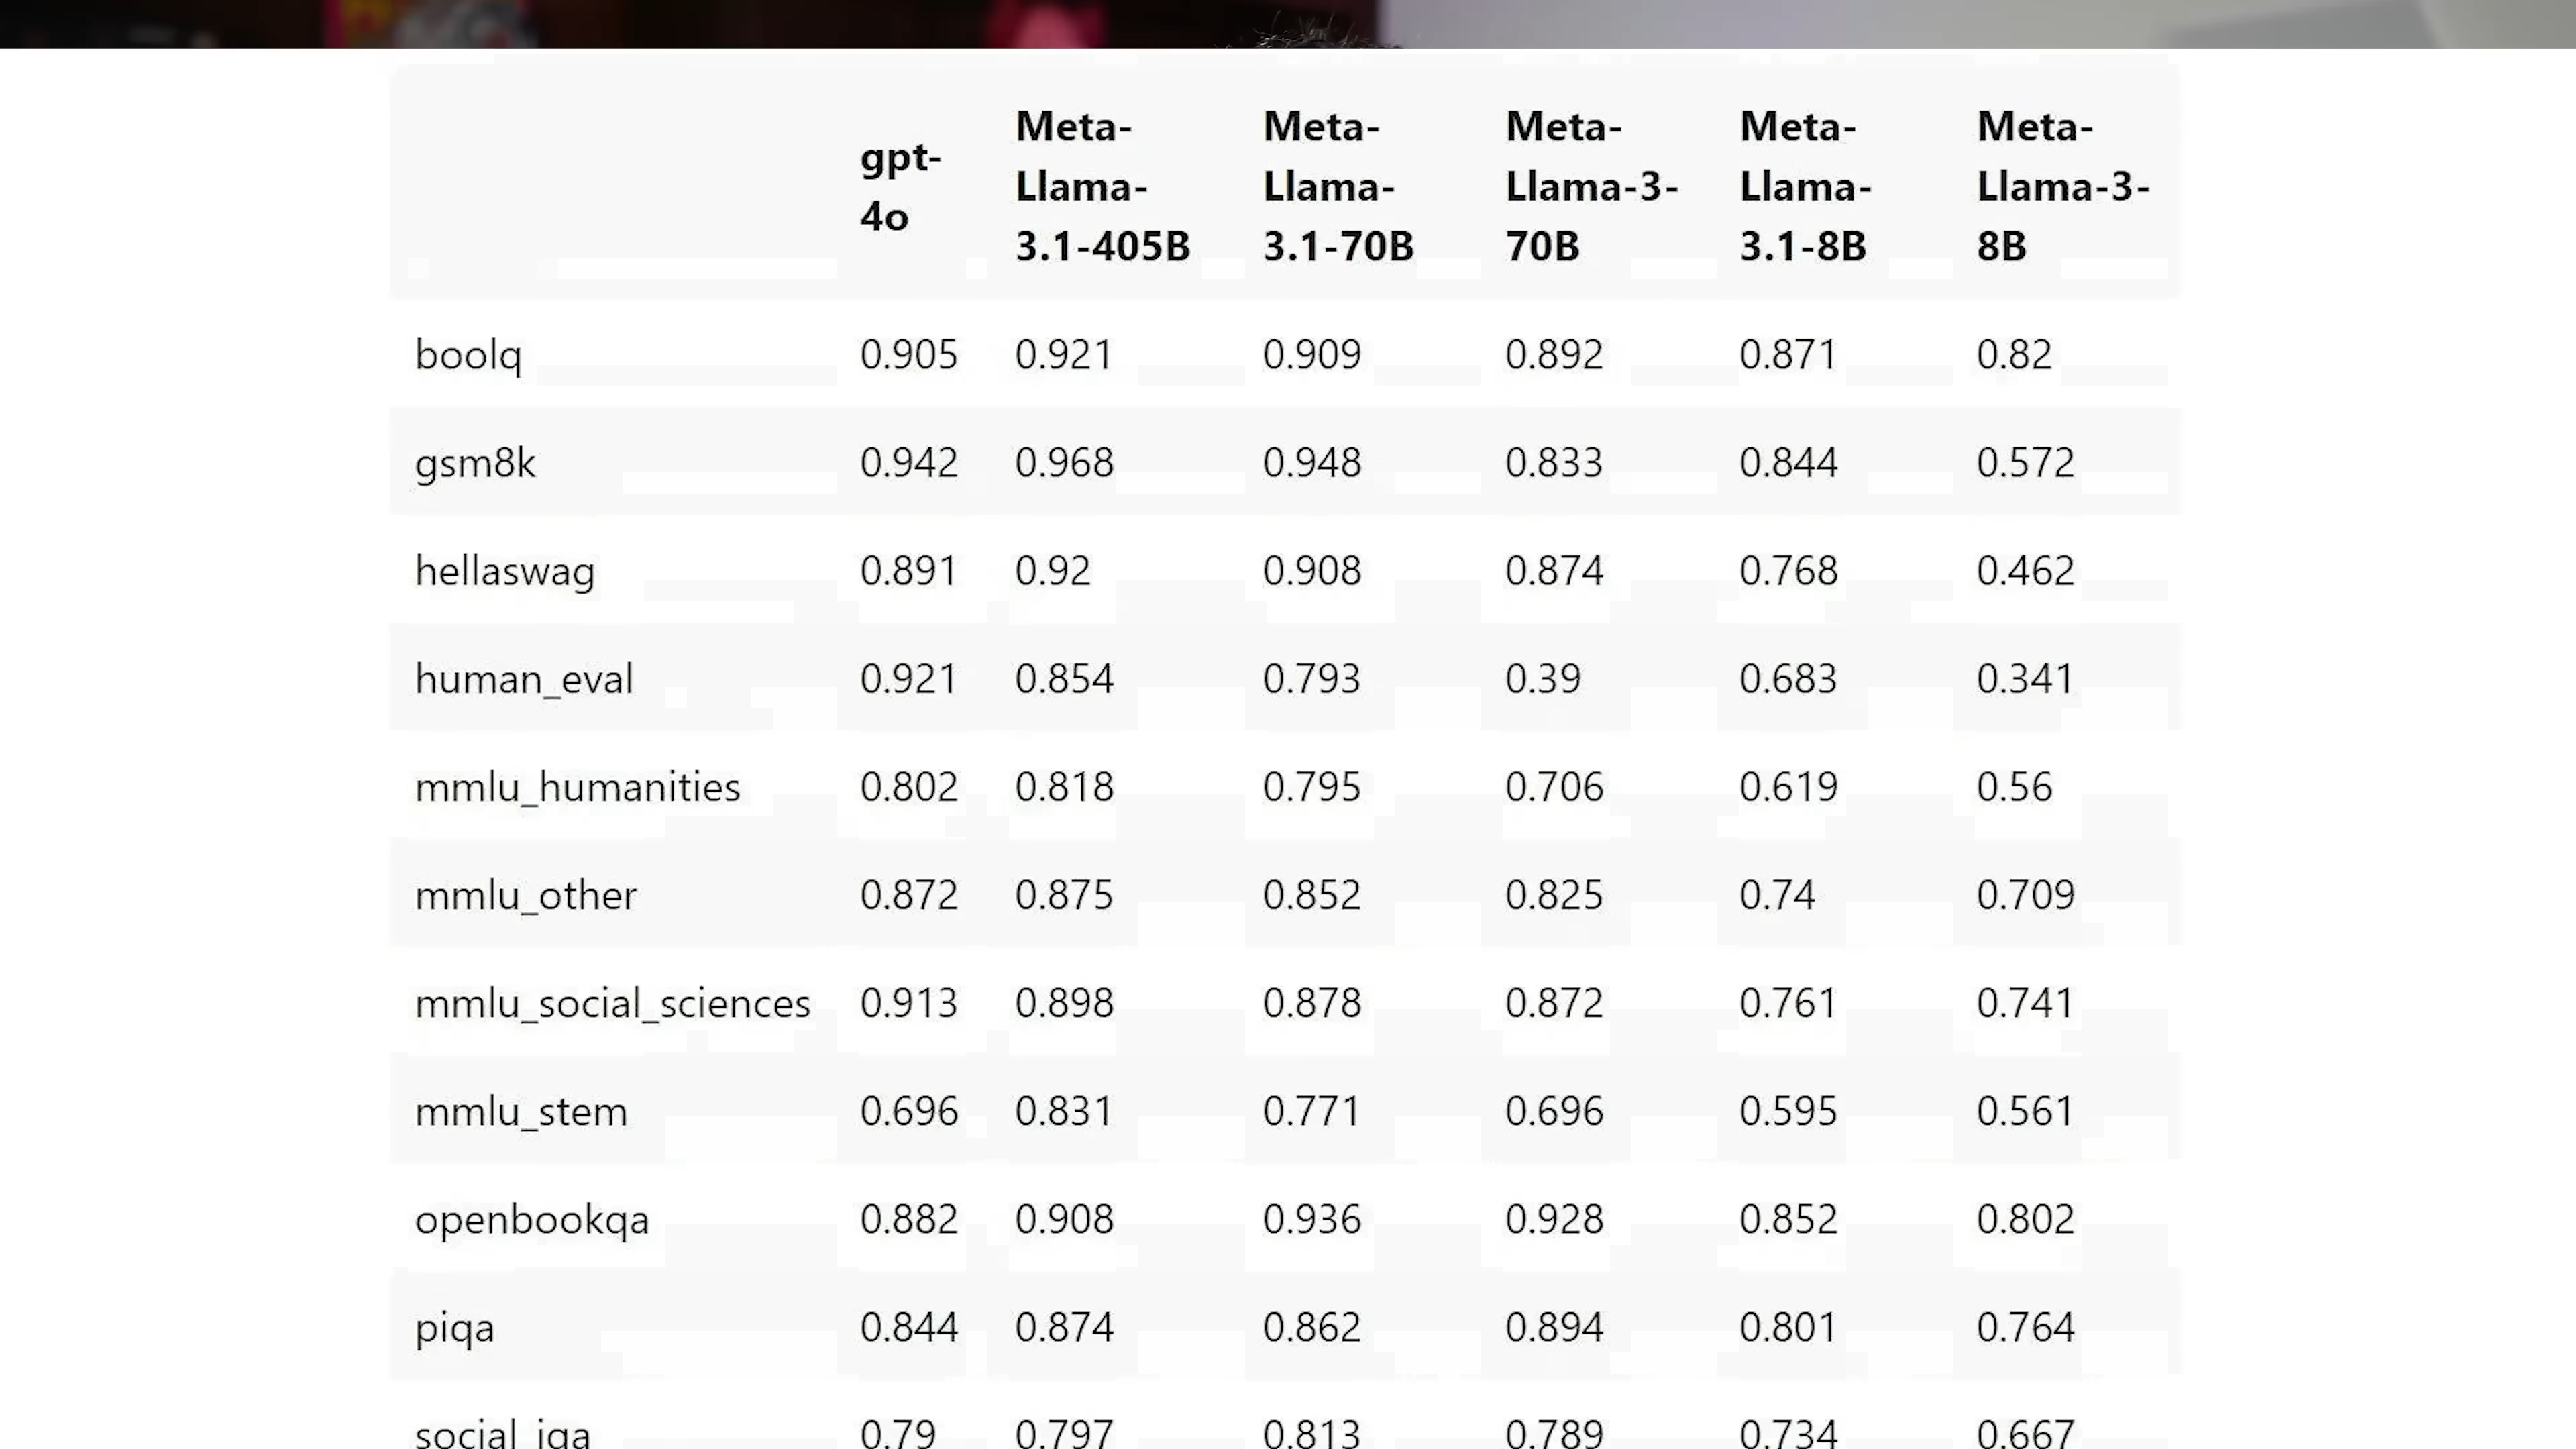 gpt-4o Meta-Llama-3.1-405B Meta-Llama-3.1-70B Meta-Llama-3-70B Meta-Llama-3.1-8B Meta-Llama-3-8B
boolq 0.905 0.921 0.909 0.892 0.871 0.82
gsm8k 0.942 0.968 0.948 0.833 0.844 0.572
hellaswag 0.891 0.92 0.908 0.874 0.768 0.462
human_eval 0.921 0.854 0.793 0.39 0.683 0.341
mmlu_humanities 0.802 0.818 0.795 0.706 0.619 0.56
mmlu_other 0.872 0.875 0.852 0.825 0.74 0.709
mmlu_social_sciences 0.913 0.898 0.878 0.872 0.761 0.741
mmlu_stem 0.696 0.831 0.771 0.696 0.595 0.561
openbookqa 0.882 0.908 0.936 0.928 0.852 0.802
piqa 0.844 0.874 0.862 0.894 0.801 0.764
social_iqa 0.79 0.797 0.813 0.789 0.734 0.667